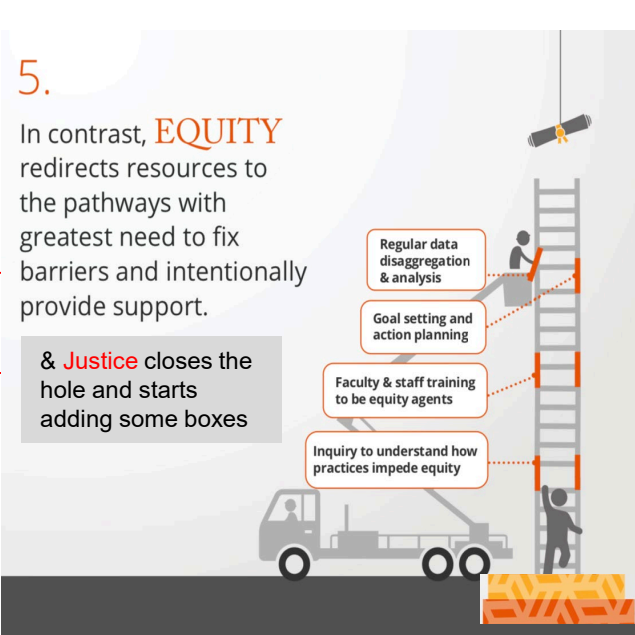 5.
In contrast, EQUITY
redirects resources to
the pathways with
greatest need to fix
barriers and intentionally
provide support.
& Justice closes the
hole and starts
adding some boxes
Regular data
disaggregation
& analysis
Goal setting and
action planning
Faculty & staff training
to be equity agents
Inquiry to understand how
practices impede equity